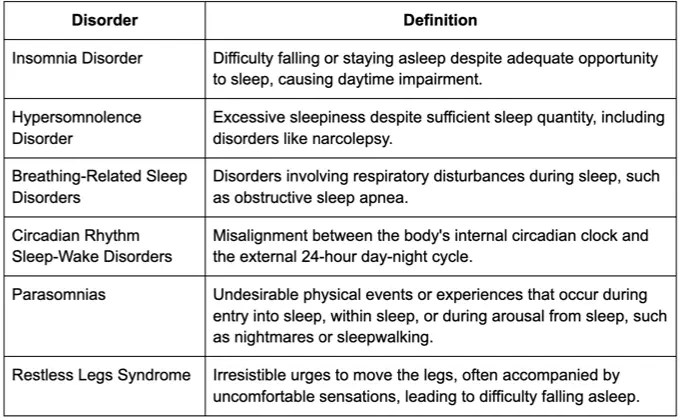 Disorder Definition
Insomnia Disorder Difficulty falling or staying asleep despite adequate opportunity
to sleep, causing daytime impairment.
Hypersomnolence Excessive sleepiness despite sufficient sleep quantity, including
Disorder disorders like narcolepsy.
Breathing-Related Sleep Disorders involving respiratory disturbances during sleep, such
Disorders as obstructive sleep apnea.
Circadian Rhythm Misalignment between the body's internal circadian clock and
Sleep-Wake Disorders the external 24-hour day-night cycle.
Parasomnias Undesirable physical events or experiences that occur during
entry into sleep, within sleep, or during arousal from sleep, such
as nightmares or sleepwalking.
Restless Legs Syndrome Irresistible urges to move the legs, often accompanied by
uncomfortable sensations, leading to difficulty falling asleep.